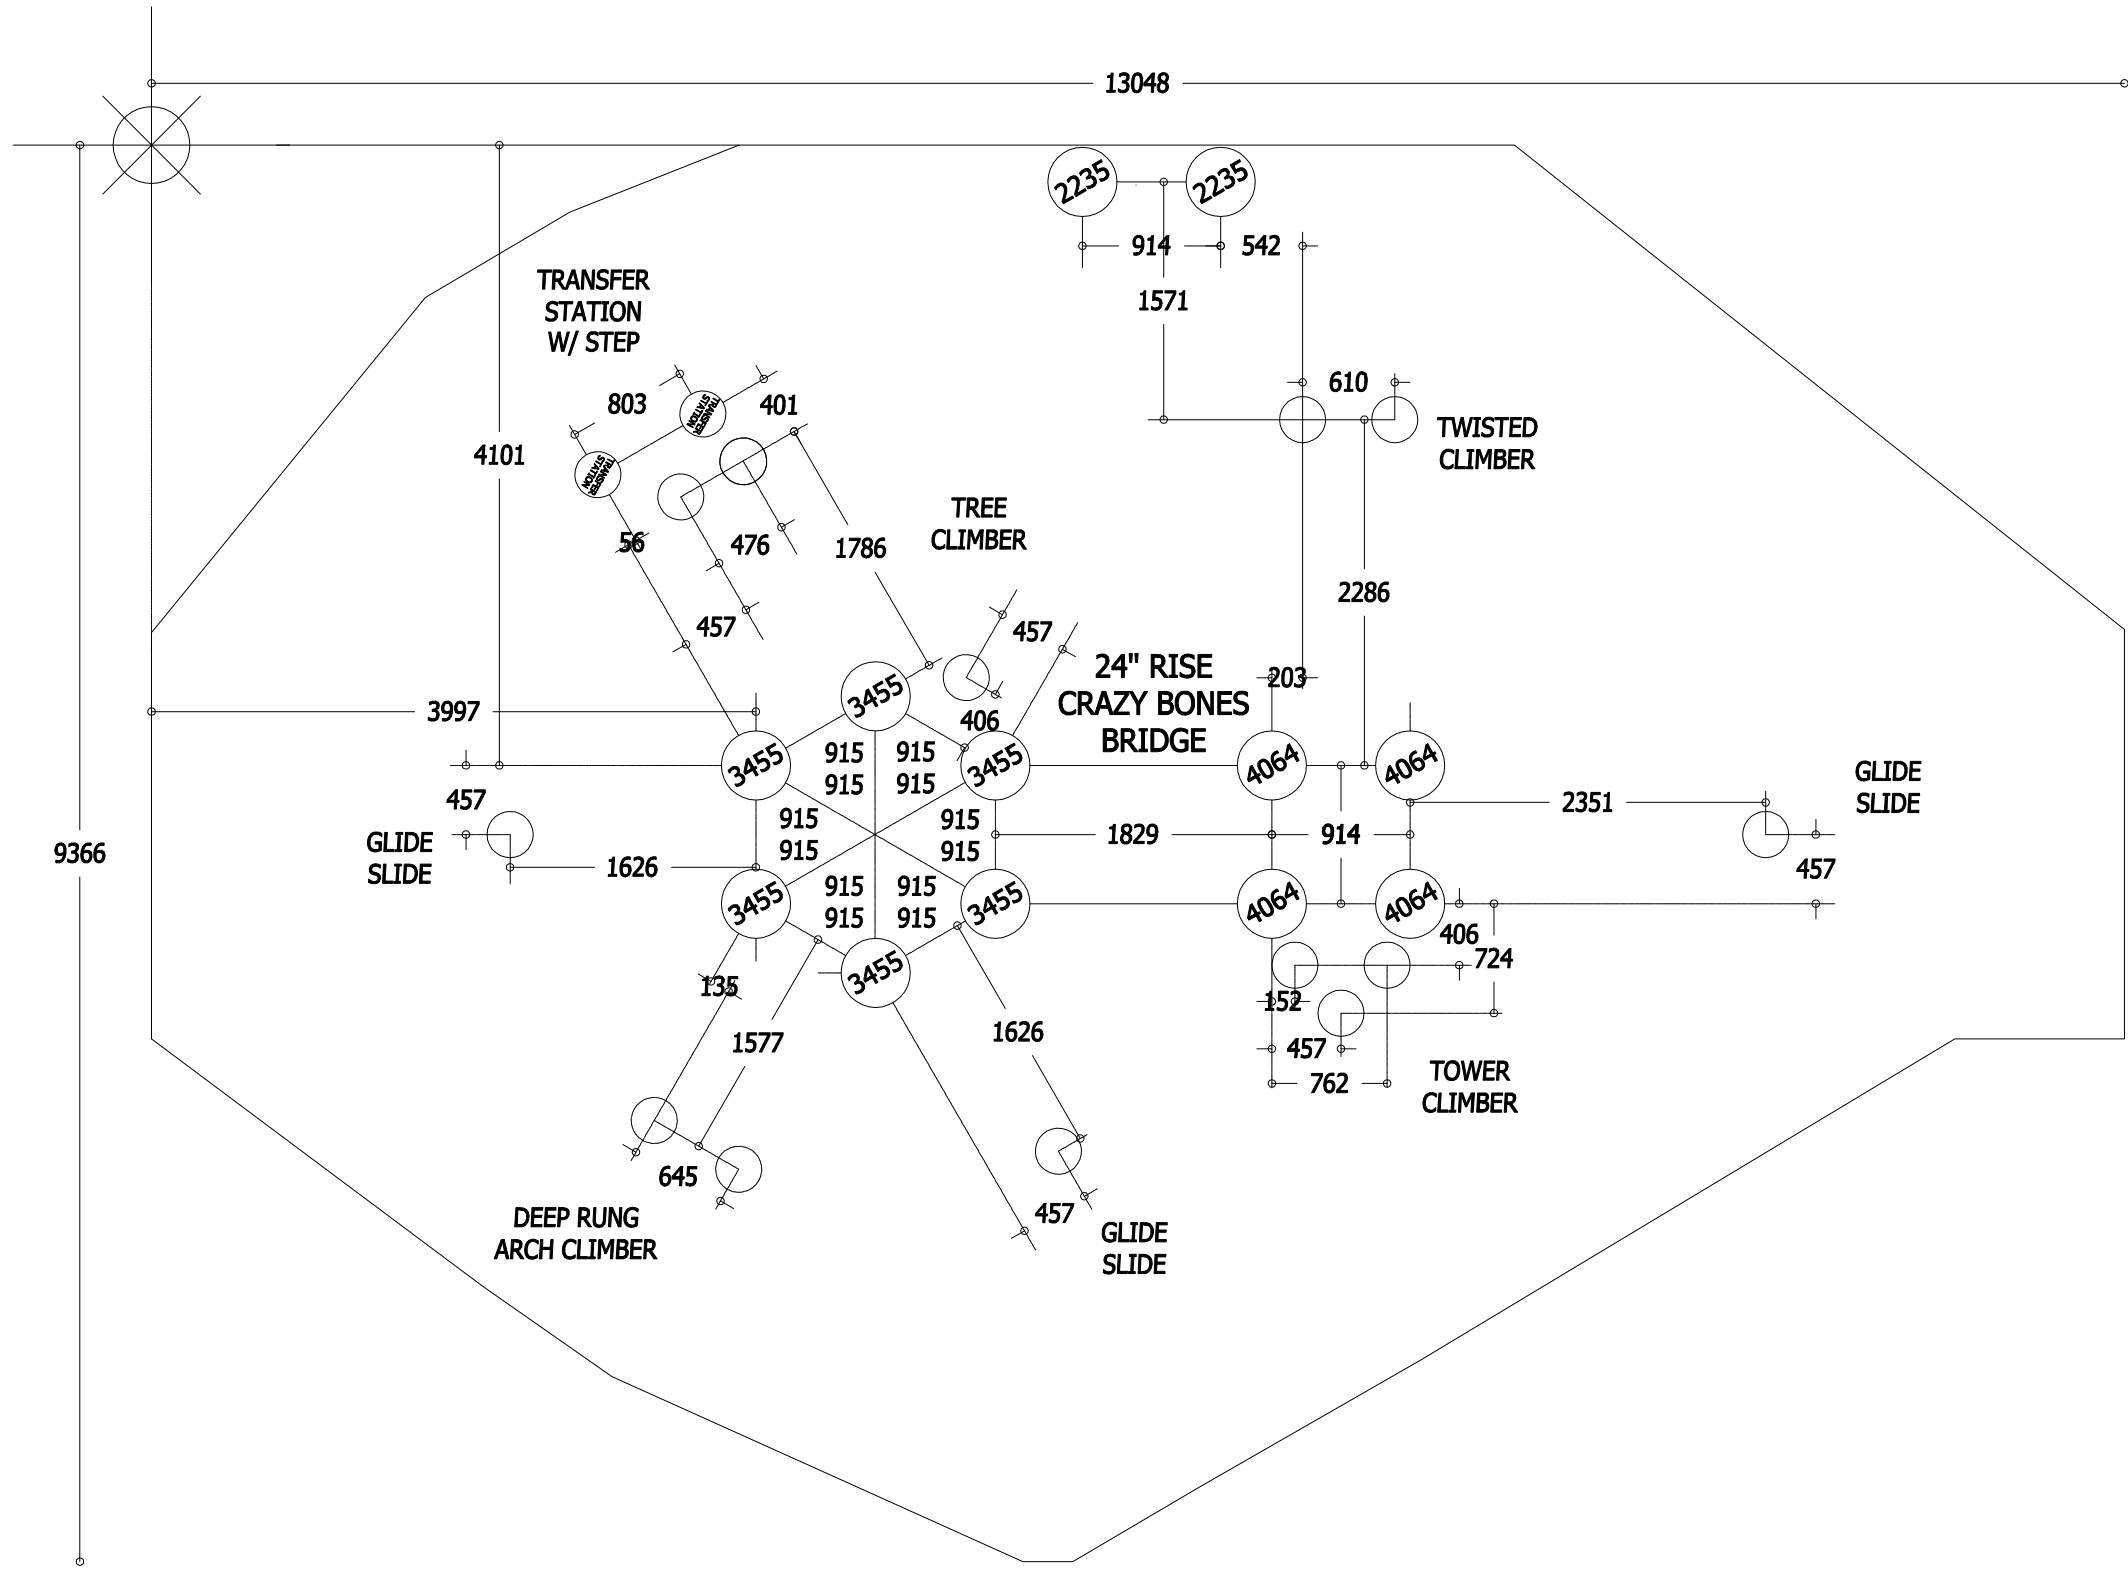 13048
2235
2235
914
542
1571
TRANSFER
STATION
W/ STEP
803
TRANSFER
STATION
401
610
TWISTED
CLIMBER
4101
TRANSFER
STATION
56
476
1786
TREE
CLIMBER
2286
457
457
24" RISE
CRAZY BONES
BRIDGE
203
3455
3997
406
915
915
915
915
3455
3455
4064
4064
GLIDE
SLIDE
457
2351
915
915
915
915
1829
914
GLIDE
SLIDE
9366
1626
457
915
915
915
915
3455
3455
4064
4064
406
724
3455
135
152
1577
1626
457
762
TOWER
CLIMBER
645
457
DEEP RUNG
ARCH CLIMBER
GLIDE
SLIDE